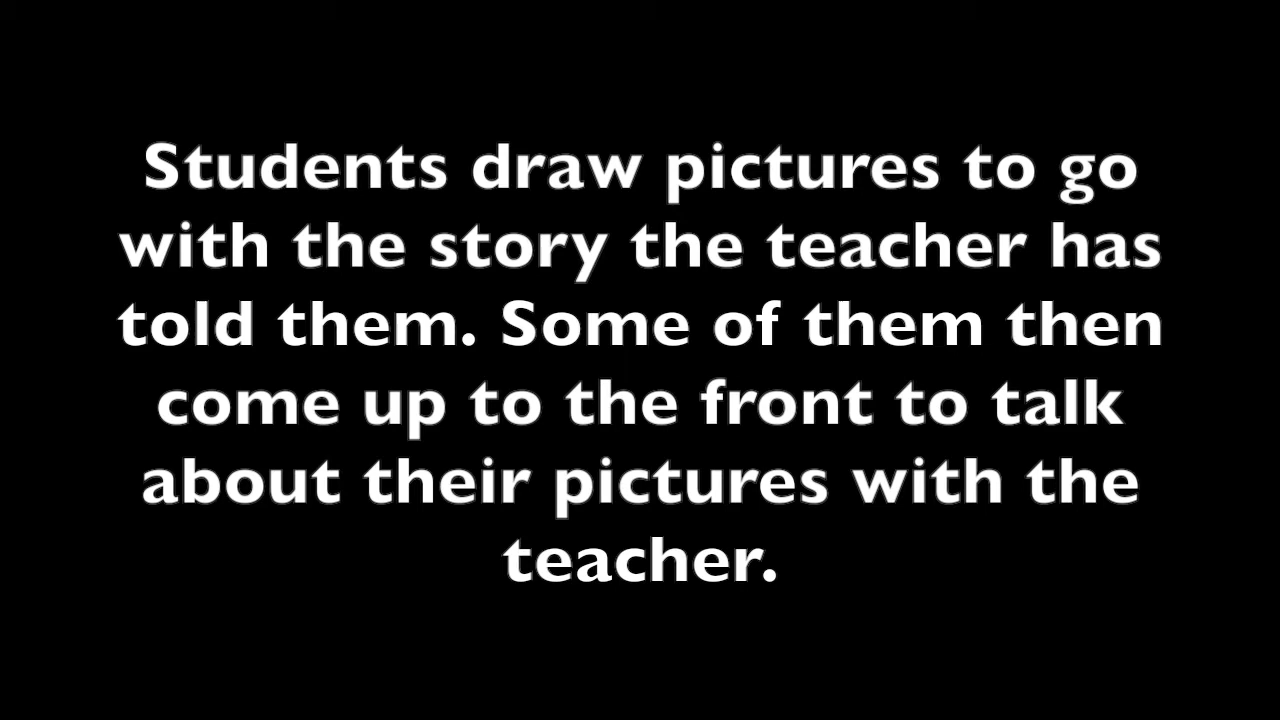 Students draw pictures to go
with the story the teacher has
told them. Some of them then
come up to the front to talk
about their pictures with the
teacher.